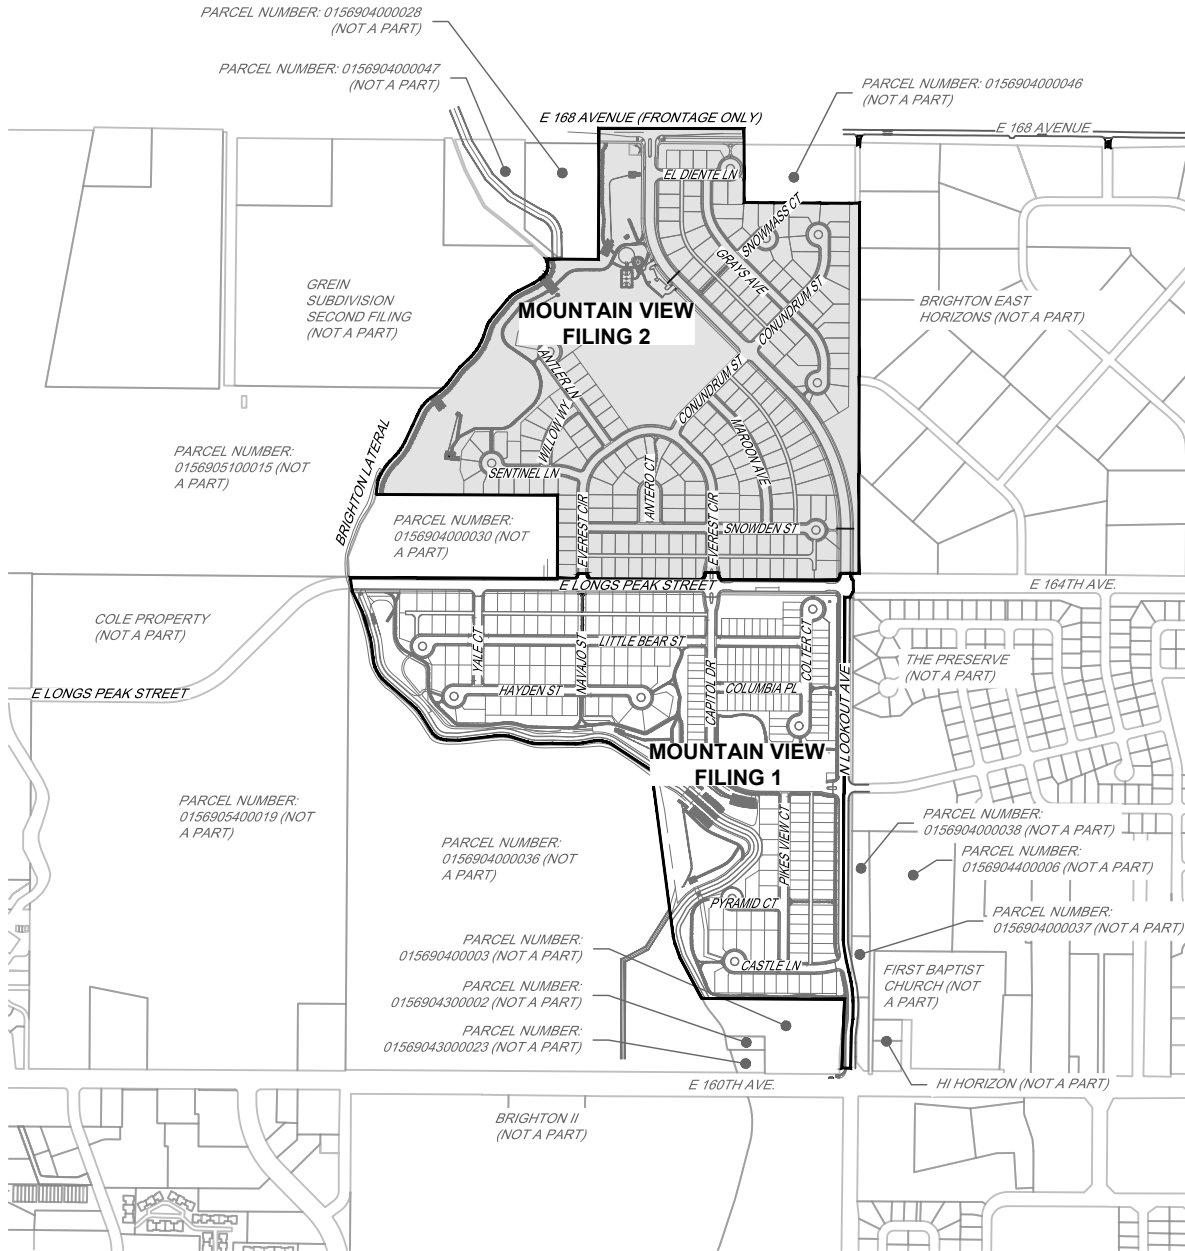 PARCEL NUMBER: 0156904000028
(NOT A PART)
PARCEL NUMBER: 0156904000047
(NOT A PART)
PARCEL NUMBER: 0156904000046
(NOT A PART)
E 168 AVENUE (FRONTAGE ONLY)
E 168 AVENUE
EL DIENTE LN
SNOWMASS CT
GRAYS AVE
CONUNDRUM ST
GREIN
SUBDIVISION
SECOND FILING
(NOT A PART)
MOUNTAIN VIEW
FILING 2
BRIGHTON EAST
HORIZONS (NOT A PART)
ANTLER LN
CONUNDRUM ST
WILLOW WY
MAROON AVE
BRIGHTON LATERAL
PARCEL NUMBER:
0156905100015 (NOT
A PART)
SENTINEL LN
ANTERO CT
EVEREST CIR
EVEREST CIR
SNOWDEN ST
PARCEL NUMBER:
0156904000030 (NOT
A PART)
E LONGS PEAK STREET
E 164TH AVE.
COLE PROPERTY
(NOT A PART)
YALE CT
NAVAJO ST
LITTLE BEAR ST
COLTER CT
THE PRESERVE
(NOT A PART)
E LONGS PEAK STREET
HAYDEN ST
CAPITOL DR
COLUMBIA PL
N LOOKOUT AVE
MOUNTAIN VIEW
FILING 1
PARCEL NUMBER:
0156905400019 (NOT
A PART)
PARCEL NUMBER:
0156904000036 (NOT
A PART)
PIKES VIEW CT
PARCEL NUMBER:
0156904000038 (NOT A PART)
PARCEL NUMBER:
0156904400006 (NOT A PART)
PYRAMID CT
PARCEL NUMBER:
0156904000037 (NOT A PART)
PARCEL NUMBER:
015690400003 (NOT A PART)
CASTLE LN
FIRST BAPTIST
CHURCH (NOT
A PART)
PARCEL NUMBER:
0156904300002 (NOT A PART)
PARCEL NUMBER:
01569043000023 (NOT A PART)
E 160TH AVE.
HI HORIZON (NOT A PART)
BRIGHTON II
(NOT A PART)